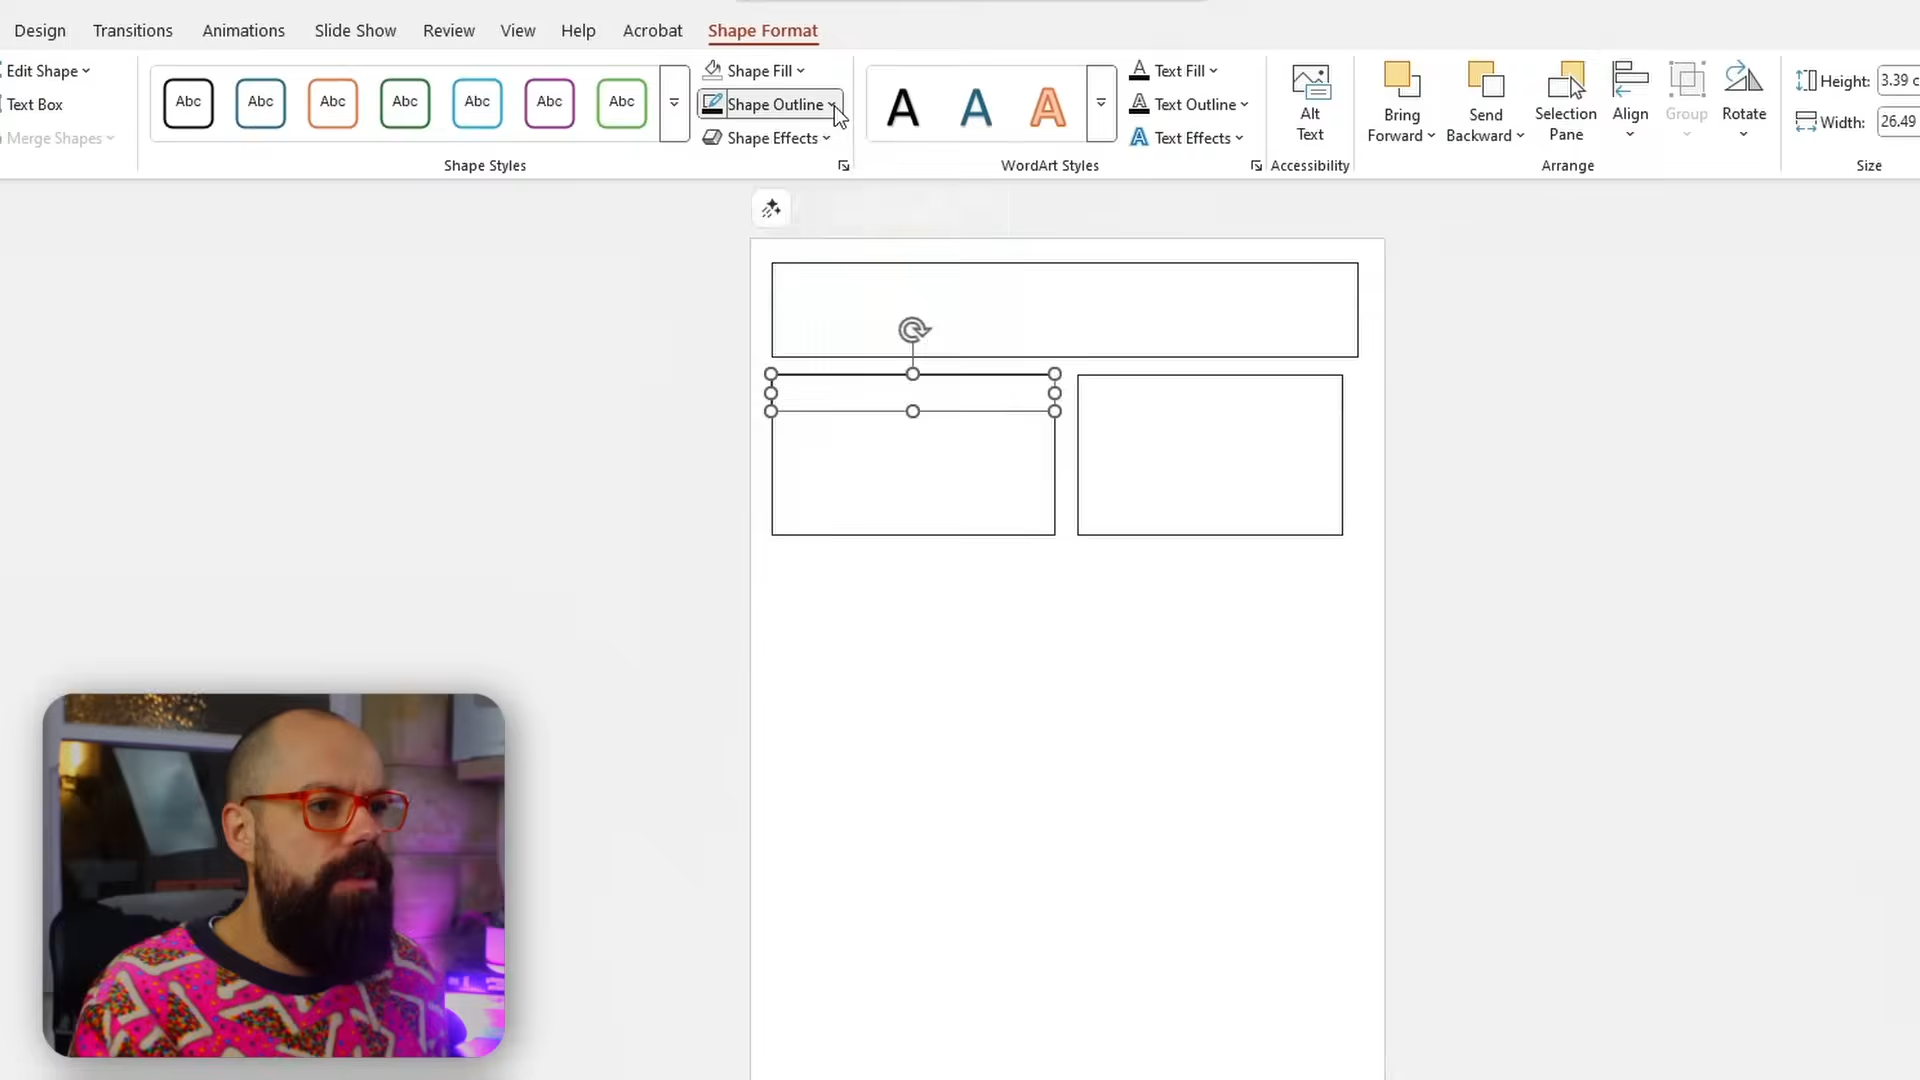 Design Transitions Animations Slide Show Review View Help Acrobat Shape Format
Edit Shape
Text Box
Merge Shapes
Abc Abc Abc Abc Abc Abc Abc
Shape Styles
Shape Fill
Shape Outline
Shape Effects
A A A
WordArt Styles
Text Fill
Text Outline
Text Effects
Alt
Text
Accessibility
Bring
Forward
Send
Backward
Selection
Pane
Align
Group
Rotate
Arrange
Height: 3.39 c
Width: 26.49
Size